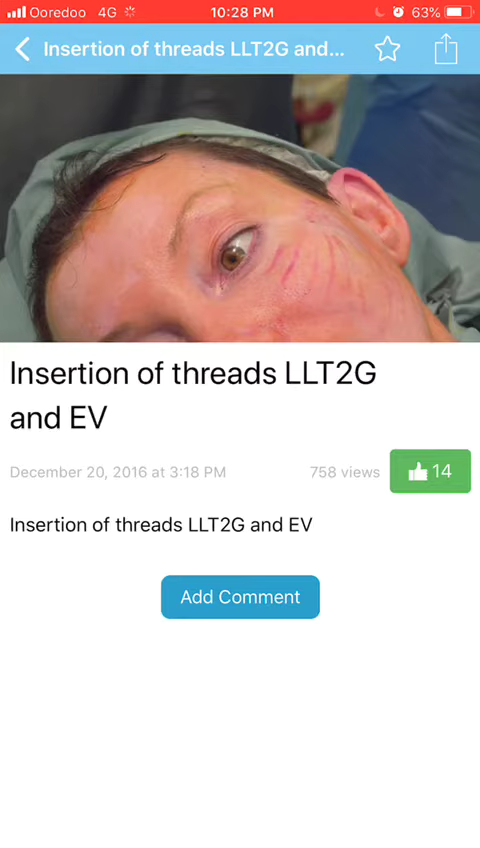 Ooredoo 4G 10:28 PM 63%
Insertion of threads LLT2G and...
Insertion of threads LLT2G
and EV
December 20, 2016 at 3:18 PM 758 views 14
Insertion of threads LLT2G and EV
Add Comment